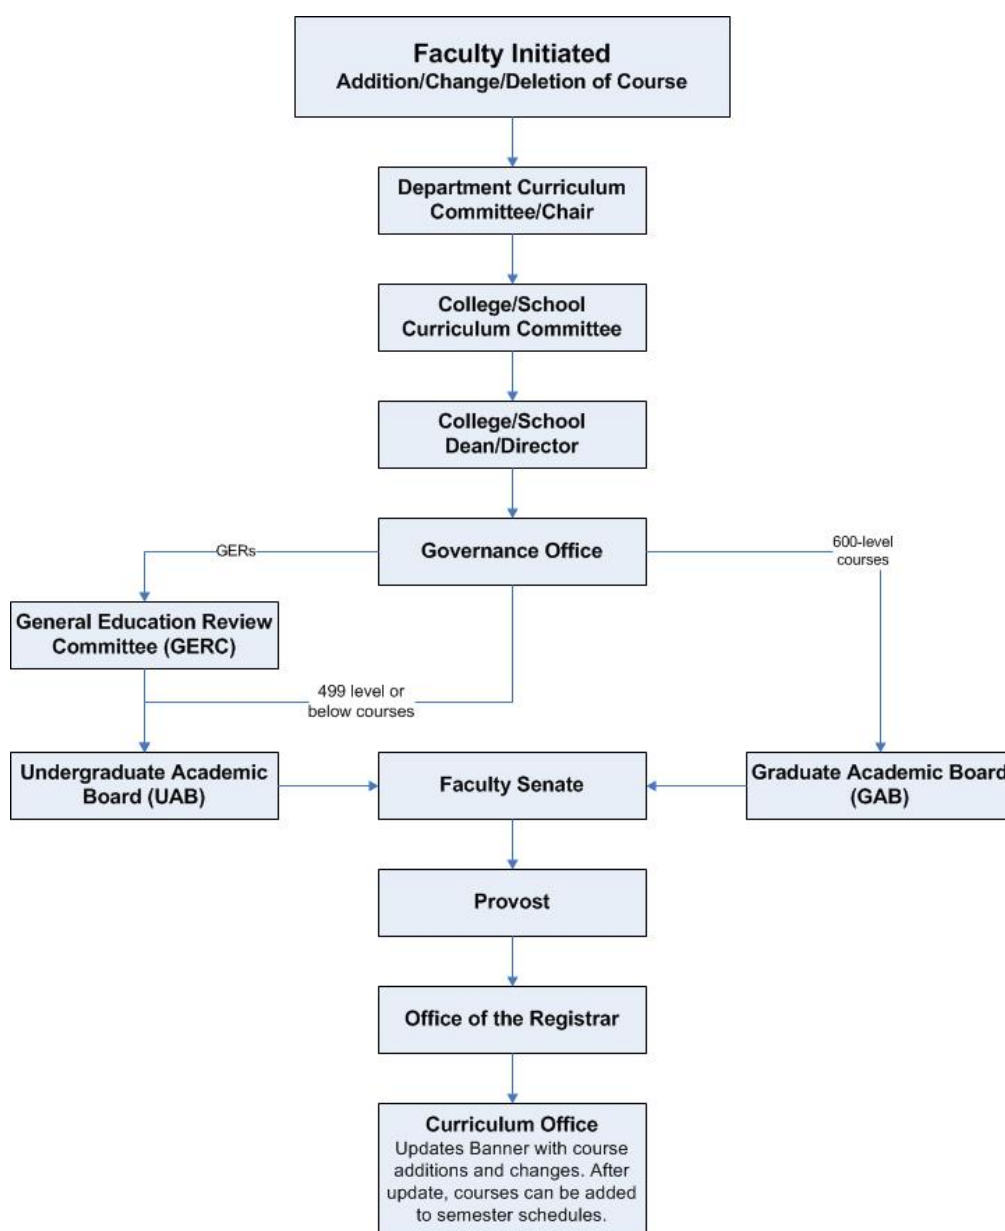 Faculty Initiated
Addition/Change/Deletion of Course
Department Curriculum
Committee/Chair
College/School
Curriculum Committee
College/School
Dean/Director
Governance Office
GERs
600-level
courses
General Education Review
Committee (GERC)
499 level or
below courses
Undergraduate Academic
Board (UAB)
Faculty Senate
Graduate Academic Board
(GAB)
Provost
Office of the Registrar
Curriculum Office
Updates Banner with course
additions and changes. After
update, courses can be added
to semester schedules.